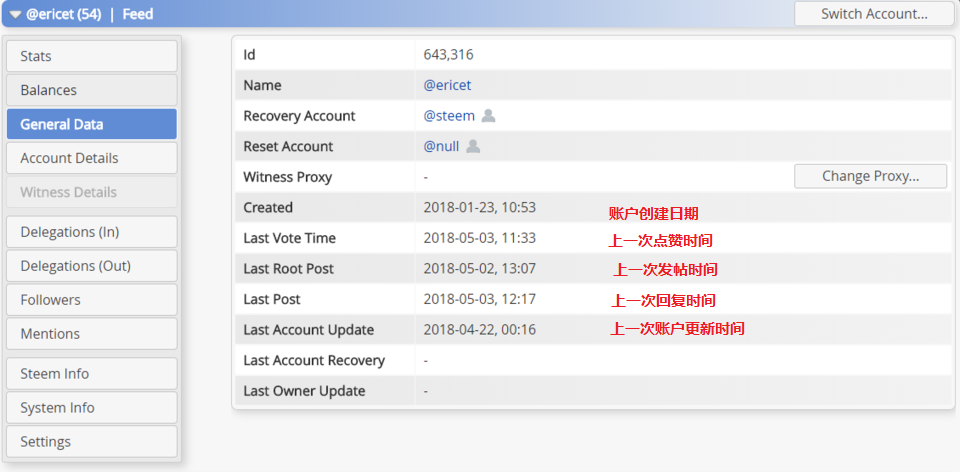 @ericet (54) | Feed
Switch Account...
Stats
Balances
General Data
Account Details
Witness Details
Delegations (In)
Delegations (Out)
Followers
Mentions
Steem Info
System Info
Settings
Id 643,316
Name @ericet
Recovery Account @steem
Reset Account @null
Witness Proxy - Change Proxy...
Created 2018-01-23, 10:53 账户创建日期
Last Vote Time 2018-05-03, 11:33 上一次点赞时间
Last Root Post 2018-05-02, 13:07 上一次发帖时间
Last Post 2018-05-03, 12:17 上一次回复时间
Last Account Update 2018-04-22, 00:16 上一次账户更新时间
Last Account Recovery -
Last Owner Update -